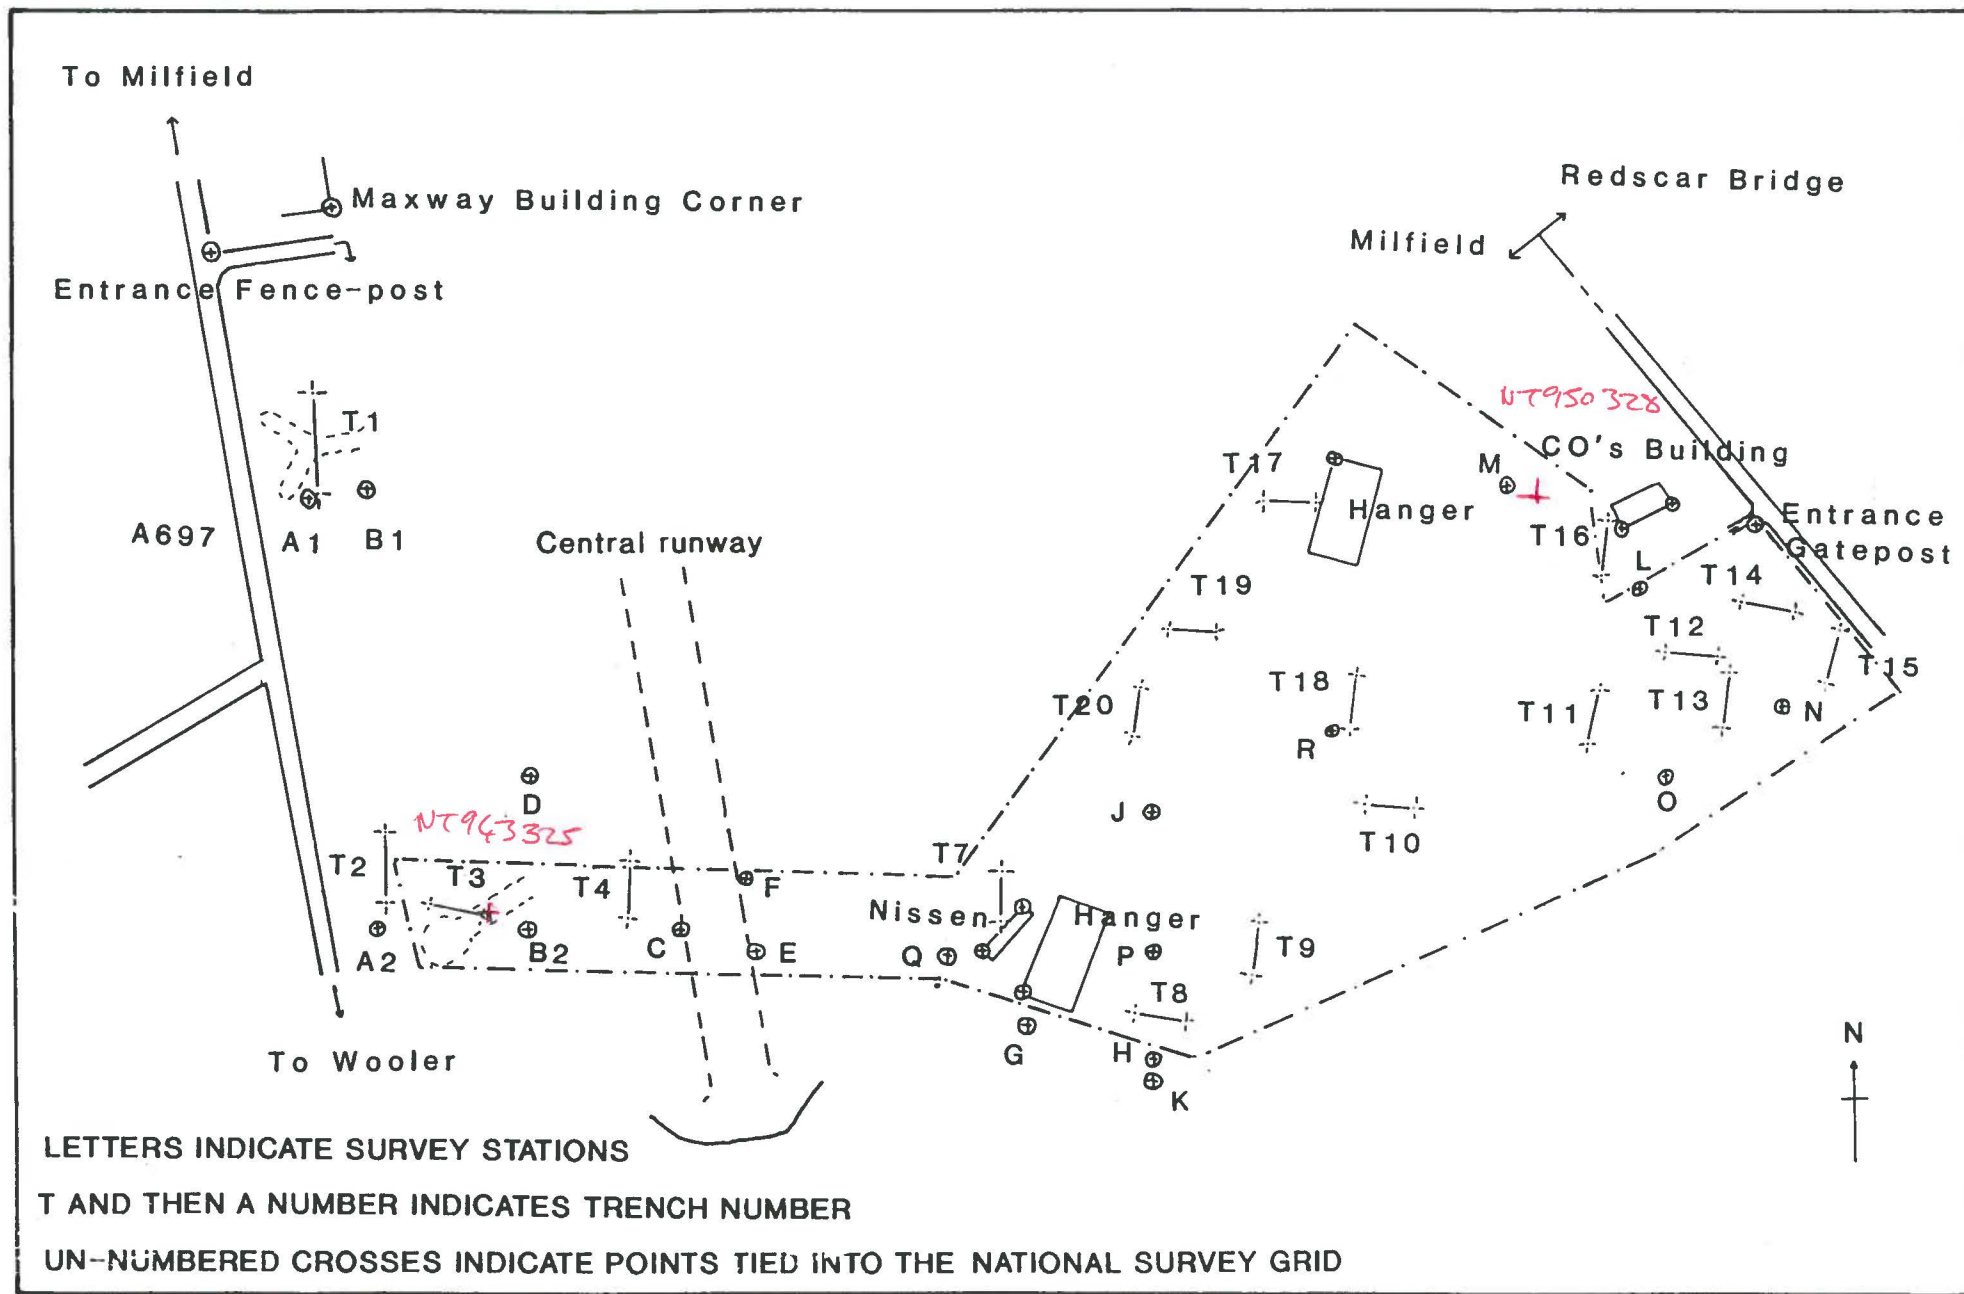 To Milfield
Redscar Bridge
Maxway Building Corner
Milfield
Entrance Fence-post
NT950328
T1
CO's Building
T17
M
Hanger
Entrance
Gatepost
A697
A1
B1
Central runway
T16
L
T14
T19
T12
T15
T18
T20
T11
T13
N
R
D
J
O
NT943325
T10
T7
T2
T3
T4
F
Nissen
Hanger
A2
B2
C
E
Q
P
T9
T8
G
H
K
To Wooler
N
LETTERS INDICATE SURVEY STATIONS
T AND THEN A NUMBER INDICATES TRENCH NUMBER
UN-NUMBERED CROSSES INDICATE POINTS TIED INTO THE NATIONAL SURVEY GRID